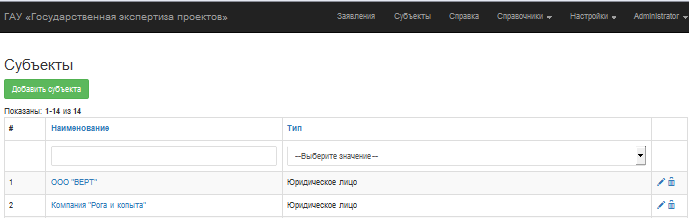 ГАУ «Государственная экспертиза проектов» Заявления Субъекты Справка Справочники Настройки Administrator
Субъекты
Добавить субъекта
Показаны: 1-14 из 14
# Наименование Тип
--Выберите значение--
1 ООО "ВЕРТ" Юридическое лицо
2 Компания "Рога и копыта" Юридическое лицо